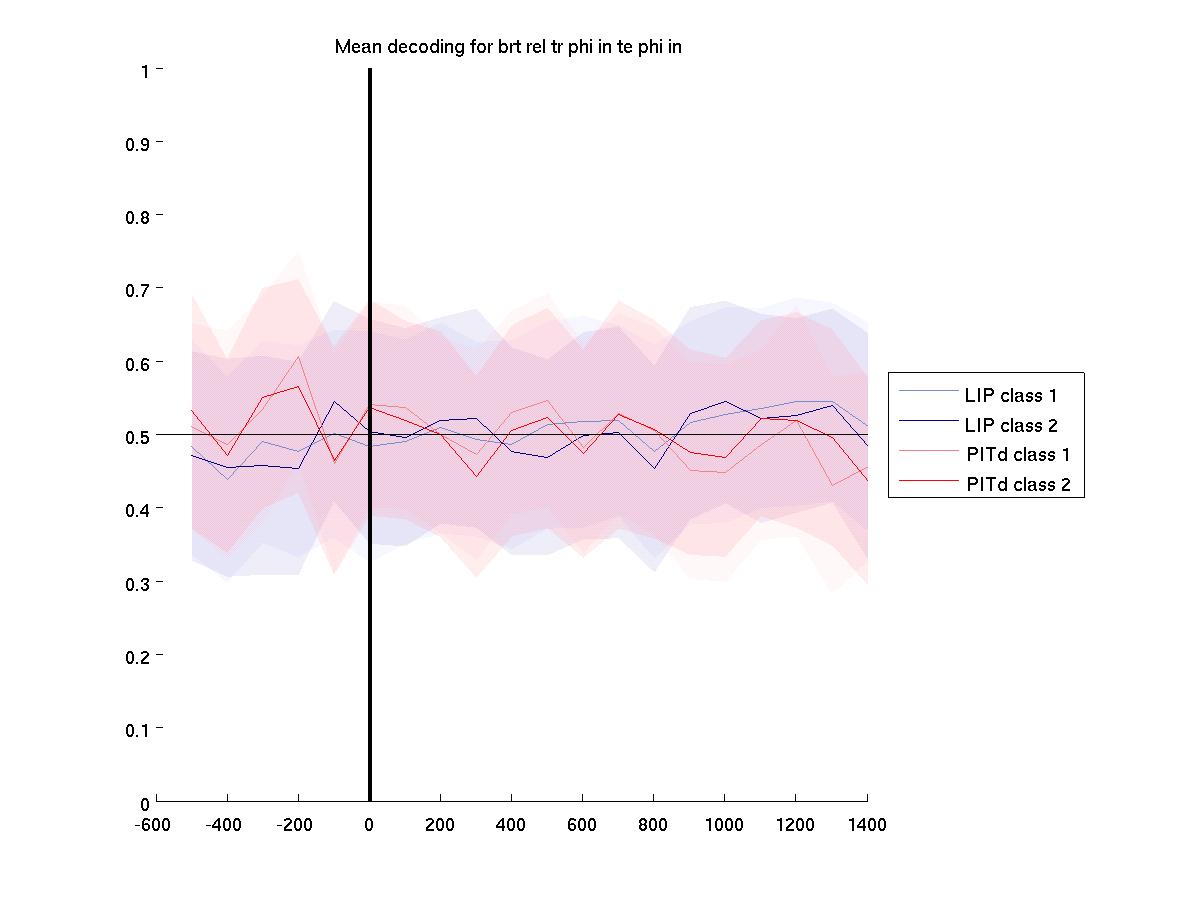 Mean decoding for brt rel tr phi in te phi in
1
0.9
0.8
0.7
0.6
0.5
0.4
0.3
0.2
0.1
0
-600 -400 -200 0 200 400 600 800 1000 1200 1400
LIP class 1
LIP class 2
PITd class 1
PITd class 2